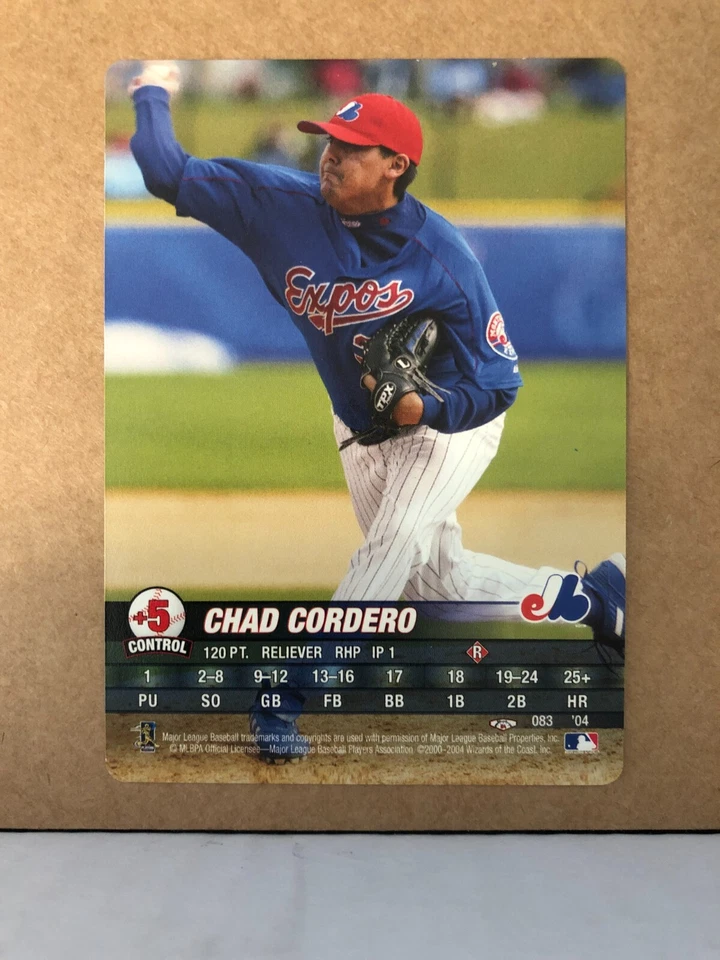 Expos
L
TPX
+5
CONTROL
CHAD CORDERO
120 PT. RELIEVER RHP IP 1 R
1 2–8 9–12 13–16 17 18 19–24 25+
PU SO GB FB BB 1B 2B HR
083 '04
Major League Baseball trademarks and copyrights are used with permission of Major League Baseball Properties, Inc.
© MLBPA Official Licensee—Major League Baseball Players Association ©2000–2004 Wizards of the Coast, Inc.